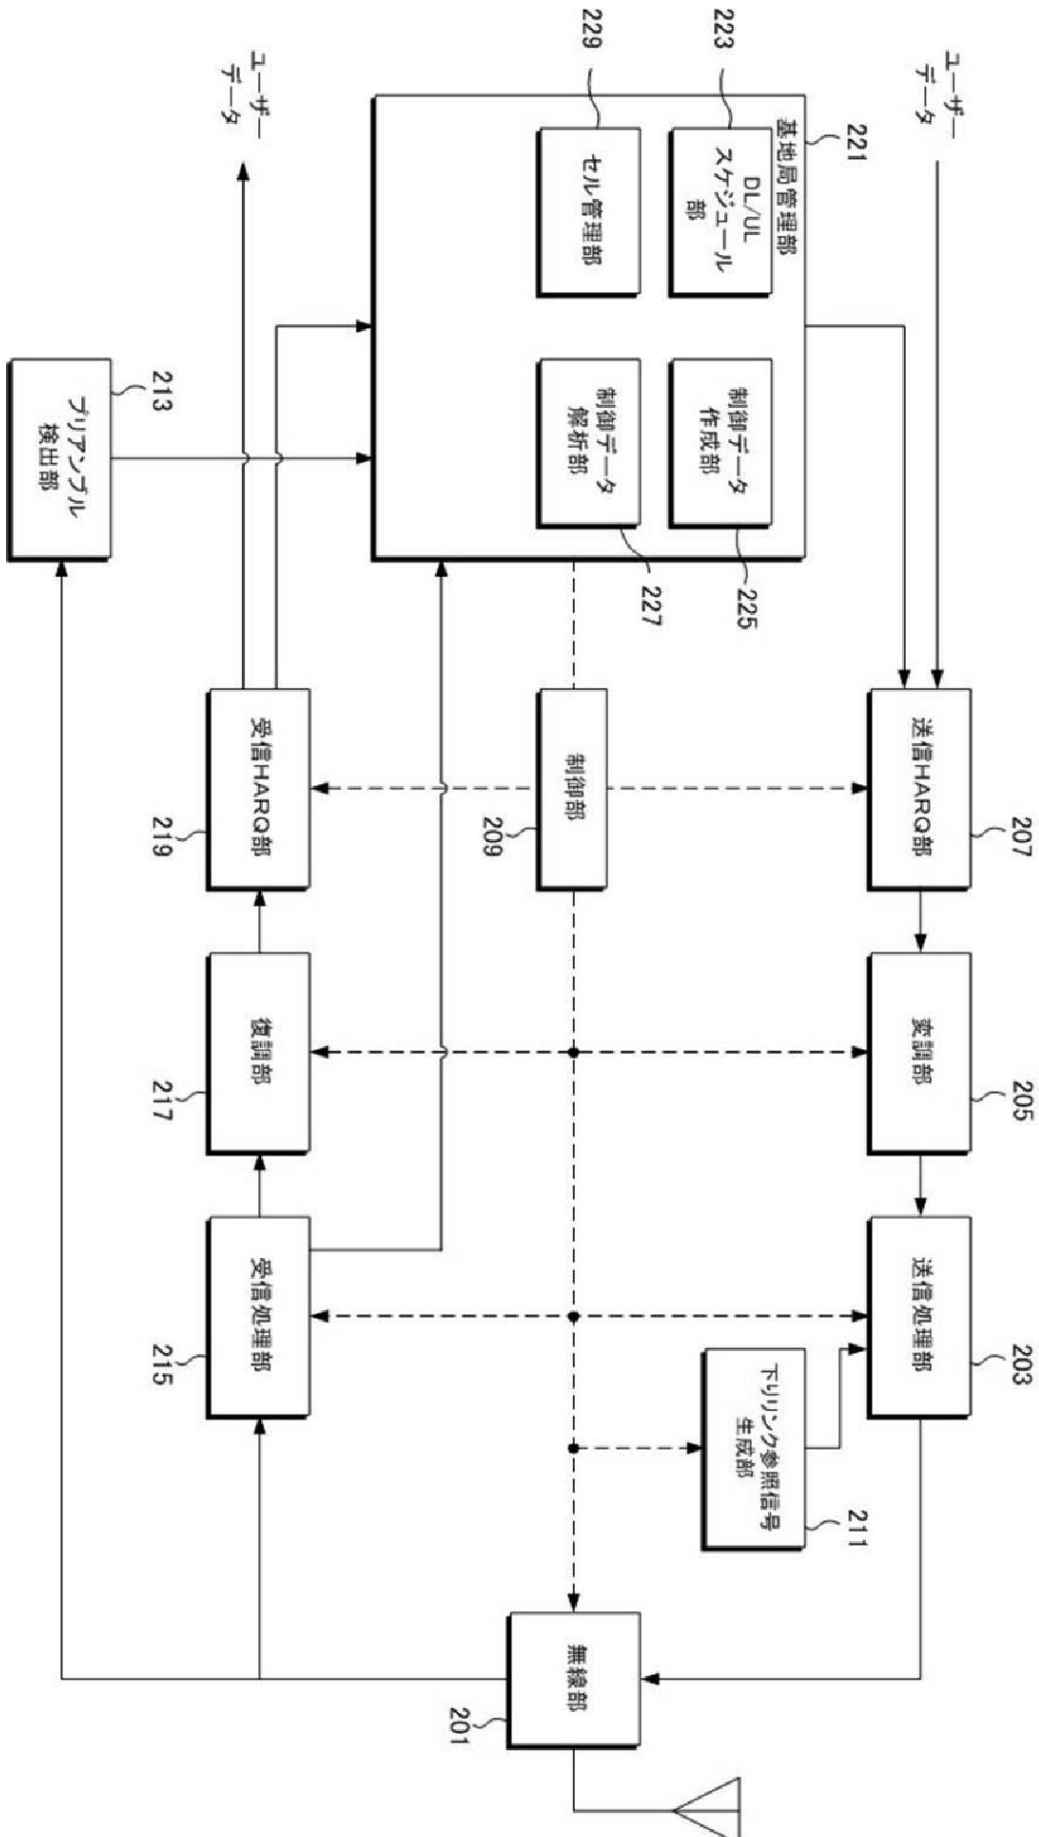 ユーザー
データ
207
送信HARQ部
205
変調部
203
送信処理部
221
基地局管理部
223
DL/UL
スケジュール
部
制御データ
作成部
225
229
セル管理部
制御データ
解析部
227
制御部
209
211
下りリンク参照信号
生成部
無線部
201
ユーザー
データ
受信HARQ部
219
復調部
217
受信処理部
215
213
プリアンブル
検出部